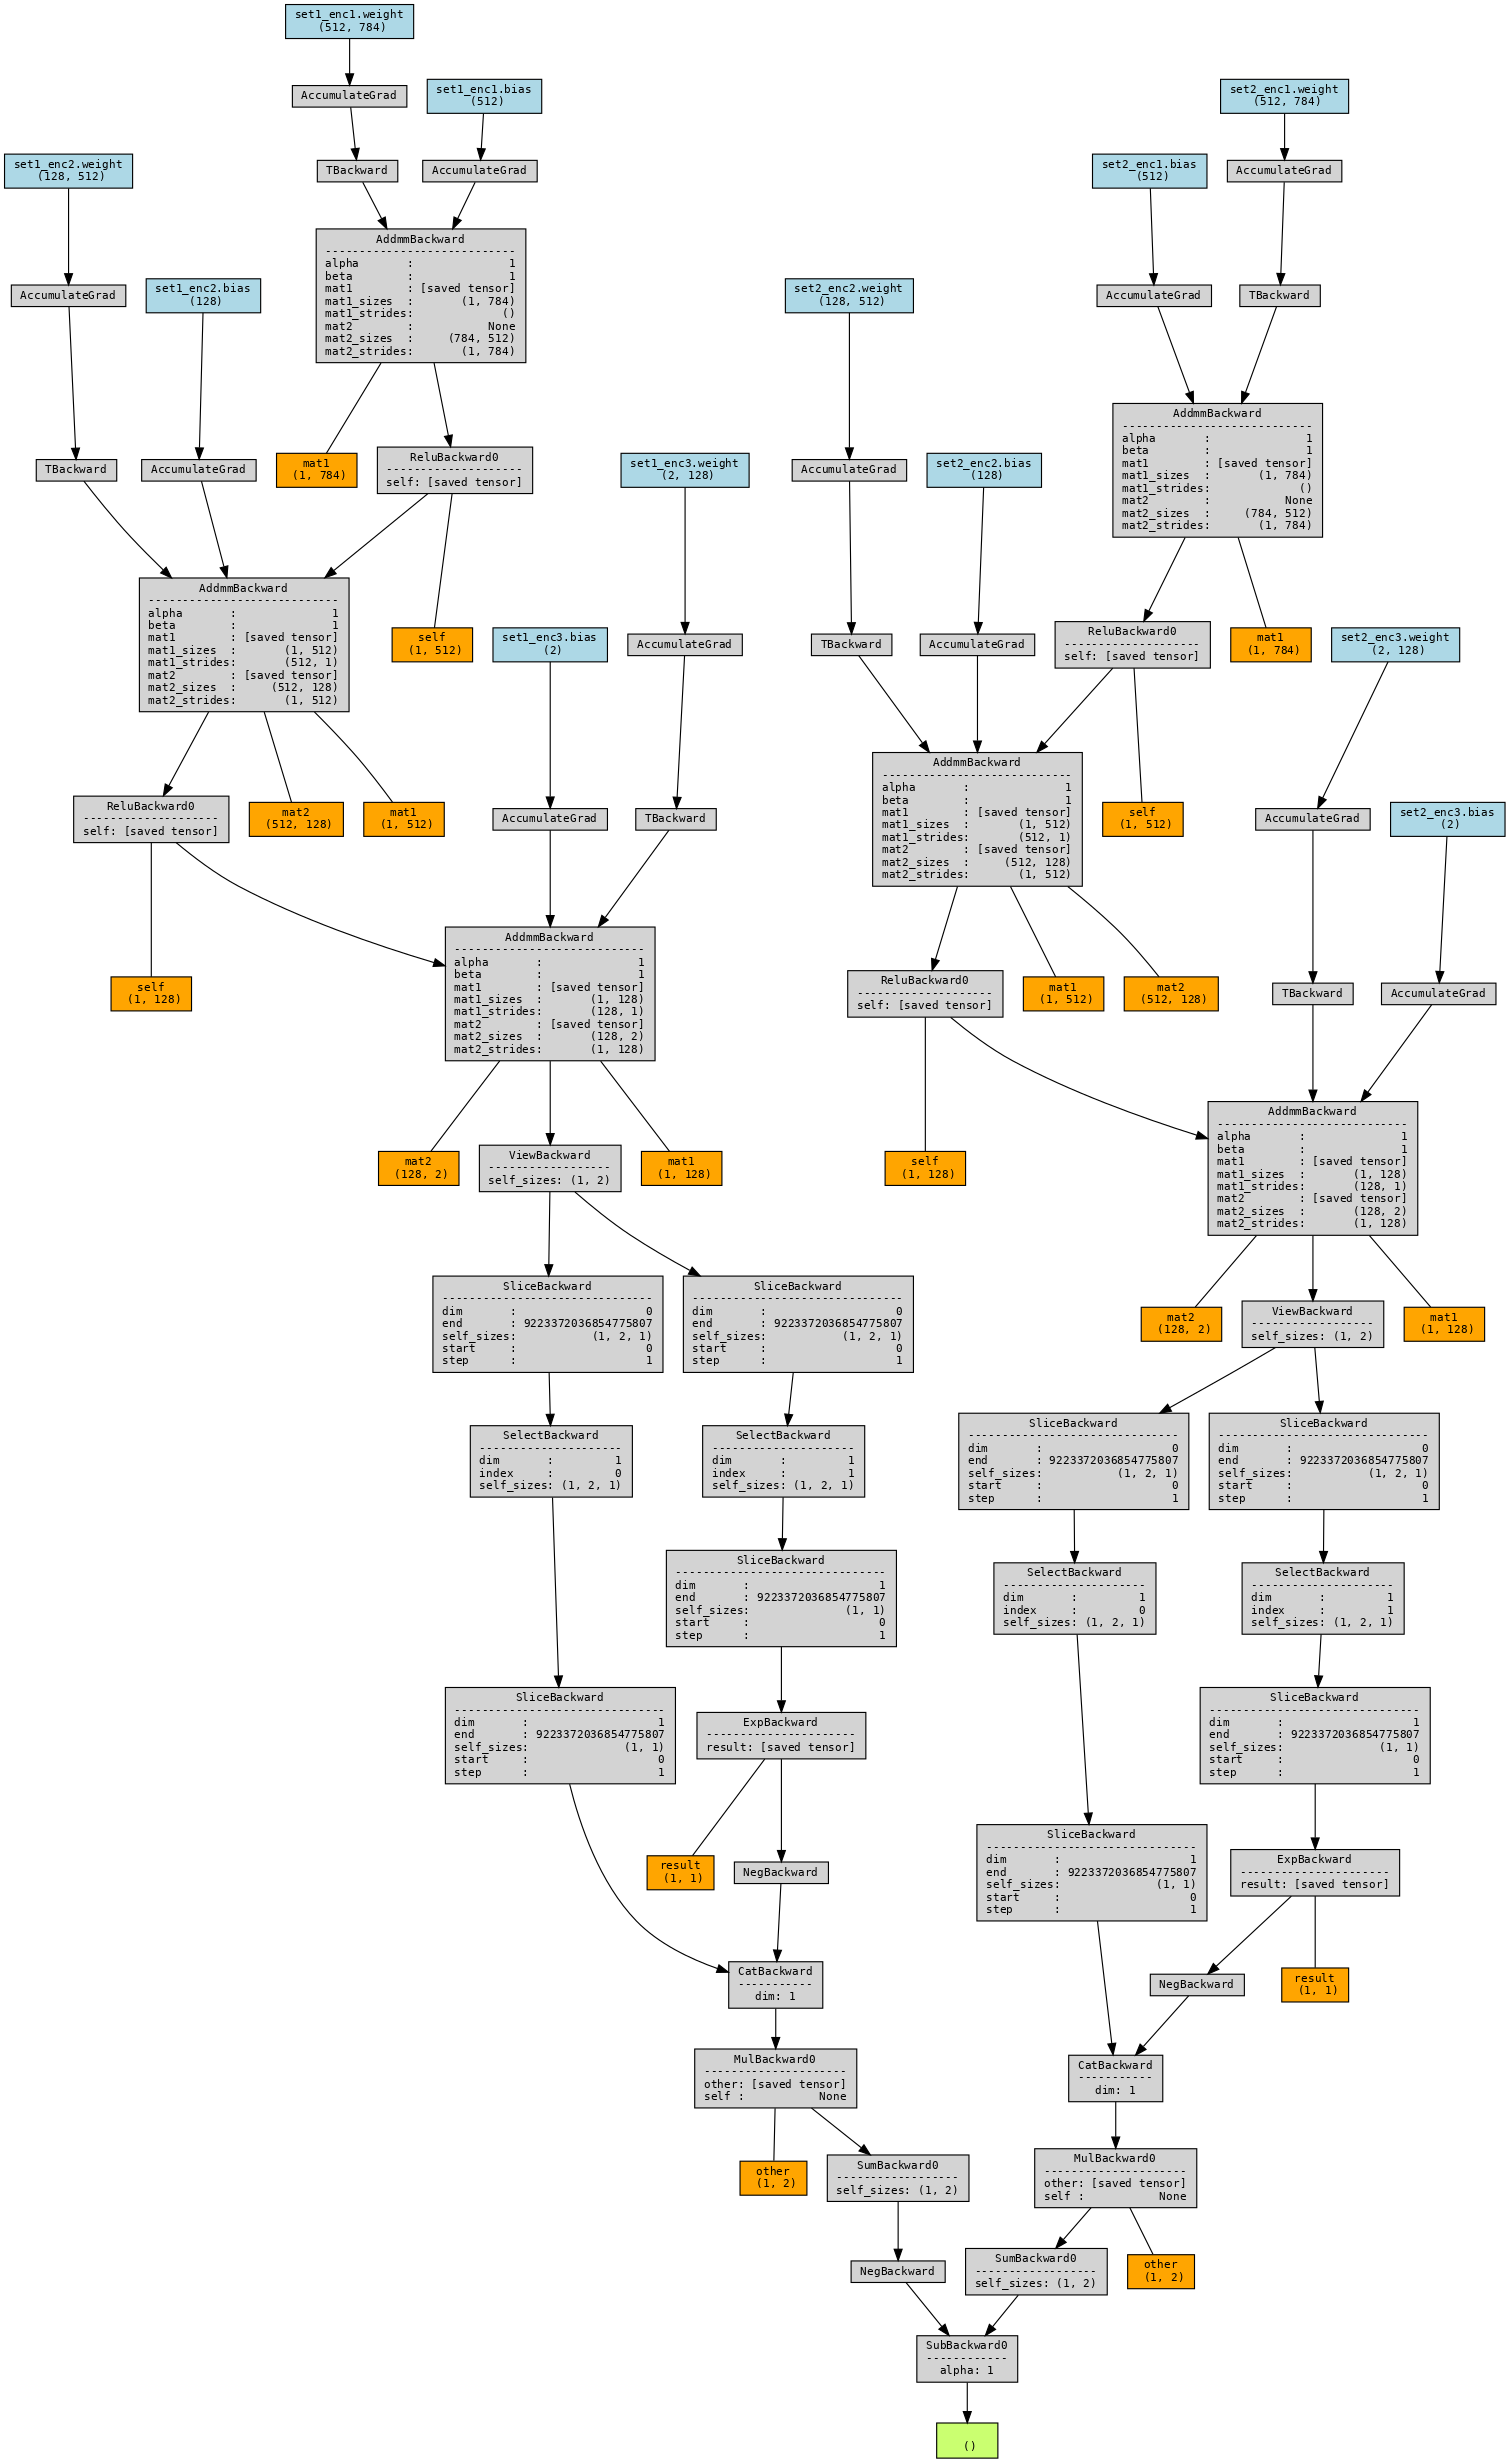 set1_enc1.weight
(512, 784)
AccumulateGrad
set1_enc1.bias
(512)
set2_enc1.weight
(512, 784)
set1_enc2.weight
(128, 512)
TBackward
AccumulateGrad
set2_enc1.bias
(512)
AccumulateGrad
AddmmBackward
---------------------------
alpha       :              1
beta        :              1
mat1        : [saved tensor]
mat1_sizes  :       (1, 784)
mat1_strides:             ()
mat2        :           None
mat2_sizes  :     (784, 512)
mat2_strides:       (1, 784)
AccumulateGrad
set1_enc2.bias
(128)
set2_enc2.weight
(128, 512)
AccumulateGrad
TBackward
TBackward
AccumulateGrad
mat1
(1, 784)
ReluBackward0
--------------------
self: [saved tensor]
set1_enc3.weight
(2, 128)
AccumulateGrad
set2_enc2.bias
(128)
AddmmBackward
---------------------------
alpha       :              1
beta        :              1
mat1        : [saved tensor]
mat1_sizes  :       (1, 784)
mat1_strides:             ()
mat2        :           None
mat2_sizes  :     (784, 512)
mat2_strides:       (1, 784)
AddmmBackward
---------------------------
alpha       :              1
beta        :              1
mat1        : [saved tensor]
mat1_sizes  :       (1, 512)
mat1_strides:       (512, 1)
mat2        : [saved tensor]
mat2_sizes  :     (512, 128)
mat2_strides:       (1, 512)
self
(1, 512)
set1_enc3.bias
(2)
AccumulateGrad
TBackward
AccumulateGrad
ReluBackward0
--------------------
self: [saved tensor]
mat1
(1, 784)
set2_enc3.weight
(2, 128)
ReluBackward0
--------------------
self: [saved tensor]
mat2
(512, 128)
mat1
(1, 512)
AccumulateGrad
TBackward
AddmmBackward
---------------------------
alpha       :              1
beta        :              1
mat1        : [saved tensor]
mat1_sizes  :       (1, 512)
mat1_strides:       (512, 1)
mat2        : [saved tensor]
mat2_sizes  :     (512, 128)
mat2_strides:       (1, 512)
self
(1, 512)
AccumulateGrad
set2_enc3.bias
(2)
self
(1, 128)
AddmmBackward
---------------------------
alpha       :              1
beta        :              1
mat1        : [saved tensor]
mat1_sizes  :       (1, 128)
mat1_strides:       (128, 1)
mat2        : [saved tensor]
mat2_sizes  :       (128, 2)
mat2_strides:       (1, 128)
ReluBackward0
--------------------
self: [saved tensor]
mat1
(1, 512)
mat2
(512, 128)
TBackward
AccumulateGrad
mat2
(128, 2)
ViewBackward
------------------
self_sizes: (1, 2)
mat1
(1, 128)
self
(1, 128)
AddmmBackward
---------------------------
alpha       :              1
beta        :              1
mat1        : [saved tensor]
mat1_sizes  :       (1, 128)
mat1_strides:       (128, 1)
mat2        : [saved tensor]
mat2_sizes  :       (128, 2)
mat2_strides:       (1, 128)
SliceBackward
-------------------------------
dim       :                   0
end       : 9223372036854775807
self_sizes:           (1, 2, 1)
start     :                   0
step      :                   1
SliceBackward
-------------------------------
dim       :                   0
end       : 9223372036854775807
self_sizes:           (1, 2, 1)
start     :                   0
step      :                   1
mat2
(128, 2)
ViewBackward
------------------
self_sizes: (1, 2)
mat1
(1, 128)
SelectBackward
---------------------
dim       :         1
index     :         0
self_sizes: (1, 2, 1)
SelectBackward
---------------------
dim       :         1
index     :         1
self_sizes: (1, 2, 1)
SliceBackward
-------------------------------
dim       :                   0
end       : 9223372036854775807
self_sizes:           (1, 2, 1)
start     :                   0
step      :                   1
SliceBackward
-------------------------------
dim       :                   0
end       : 9223372036854775807
self_sizes:           (1, 2, 1)
start     :                   0
step      :                   1
SliceBackward
-------------------------------
dim       :                   1
end       : 9223372036854775807
self_sizes:              (1, 1)
start     :                   0
step      :                   1
SelectBackward
---------------------
dim       :         1
index     :         0
self_sizes: (1, 2, 1)
SelectBackward
---------------------
dim       :         1
index     :         1
self_sizes: (1, 2, 1)
SliceBackward
-------------------------------
dim       :                   1
end       : 9223372036854775807
self_sizes:              (1, 1)
start     :                   0
step      :                   1
ExpBackward
----------------------
result: [saved tensor]
SliceBackward
-------------------------------
dim       :                   1
end       : 9223372036854775807
self_sizes:              (1, 1)
start     :                   0
step      :                   1
result
(1, 1)
NegBackward
SliceBackward
-------------------------------
dim       :                   1
end       : 9223372036854775807
self_sizes:              (1, 1)
start     :                   0
step      :                   1
ExpBackward
----------------------
result: [saved tensor]
CatBackward
-----------
dim: 1
NegBackward
result
(1, 1)
MulBackward0
---------------------
other: [saved tensor]
self :           None
CatBackward
-----------
dim: 1
other
(1, 2)
SumBackward0
------------------
self_sizes: (1, 2)
MulBackward0
---------------------
other: [saved tensor]
self :           None
NegBackward
SumBackward0
------------------
self_sizes: (1, 2)
other
(1, 2)
SubBackward0
------------
alpha: 1
()